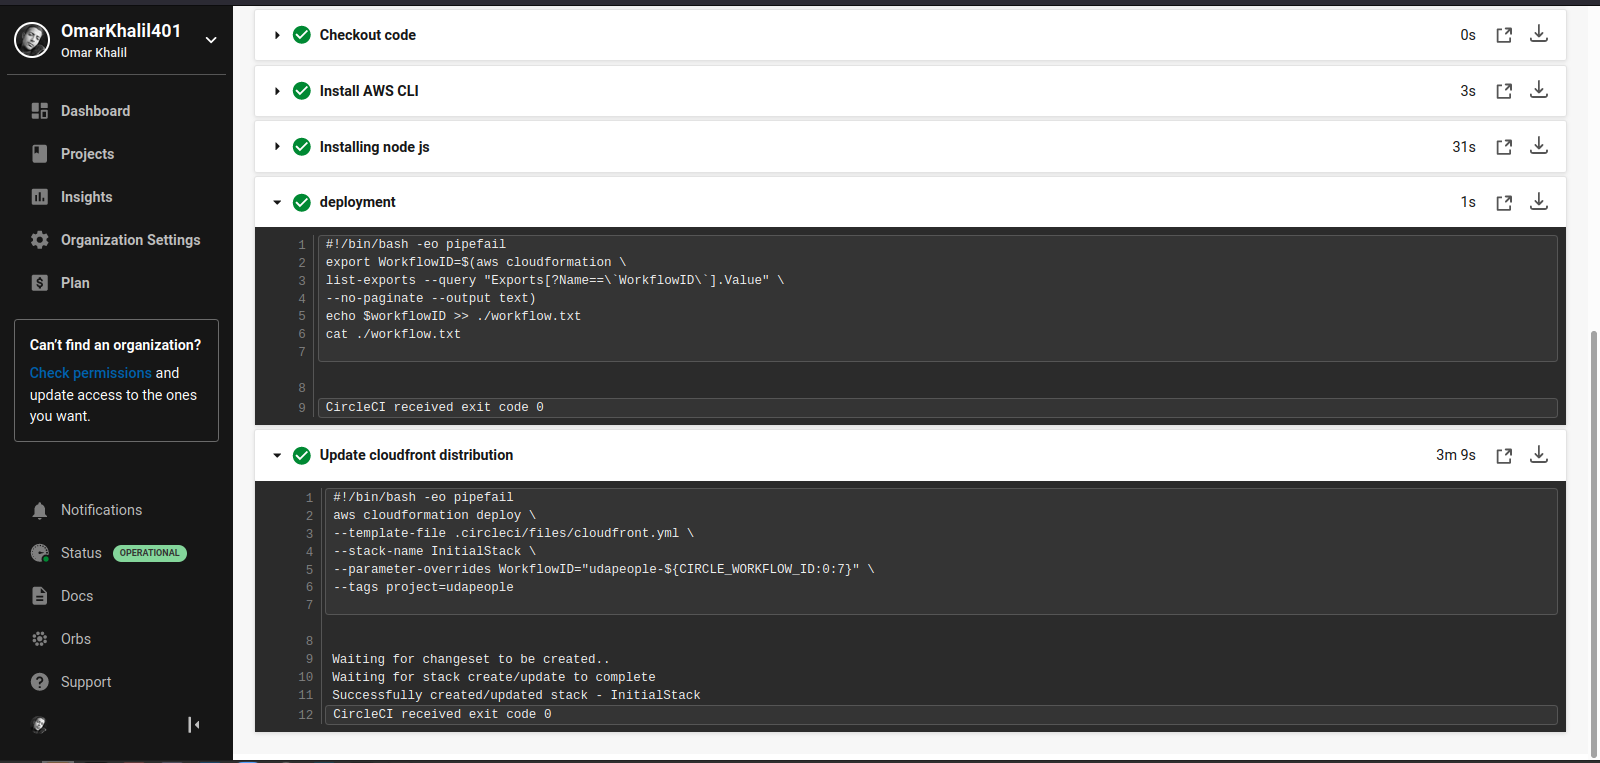 OmarKhalil401
Omar Khalil
Dashboard
Projects
Insights
Organization Settings
Plan
Can't find an organization?
Check permissions and
update access to the ones
you want.
Notifications
Status OPERATIONAL
Docs
Orbs
Support
Checkout code 0s
Install AWS CLI 3s
Installing node js 31s
deployment 1s
1 #!/bin/bash -eo pipefail
2 export WorkflowID=$(aws cloudformation \
3 list-exports --query "Exports[?Name==\`WorkflowID\`].Value" \
4 --no-paginate --output text)
5 echo $workflowID >> ./workflow.txt
6 cat ./workflow.txt
7
8
9 CircleCI received exit code 0
Update cloudfront distribution 3m 9s
1 #!/bin/bash -eo pipefail
2 aws cloudformation deploy \
3 --template-file .circleci/files/cloudfront.yml \
4 --stack-name InitialStack \
5 --parameter-overrides WorkflowID="udapeople-${CIRCLE_WORKFLOW_ID:0:7}" \
6 --tags project=udapeople
7
8
9 Waiting for changeset to be created..
10 Waiting for stack create/update to complete
11 Successfully created/updated stack - InitialStack
12 CircleCI received exit code 0